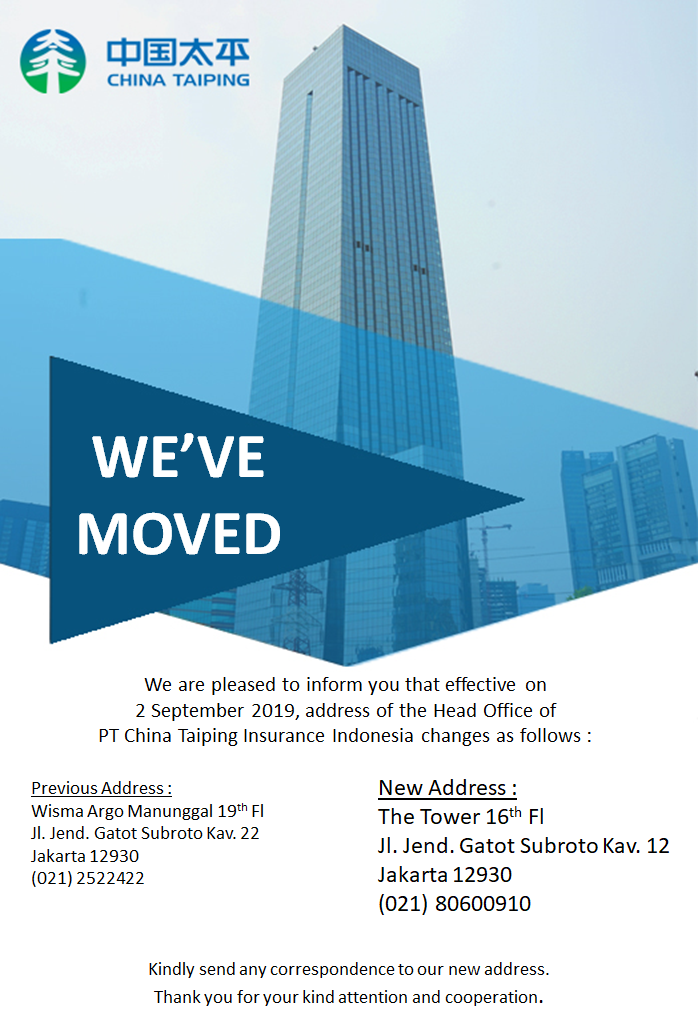 中国太平
CHINA TAIPING
WE’VE
MOVED
We are pleased to inform you that effective on
2 September 2019, address of the Head Office of
PT China Taiping Insurance Indonesia changes as follows :
Previous Address :
Wisma Argo Manunggal 19th Fl
Jl. Jend. Gatot Subroto Kav. 22
Jakarta 12930
(021) 2522422
New Address :
The Tower 16th Fl
Jl. Jend. Gatot Subroto Kav. 12
Jakarta 12930
(021) 80600910
Kindly send any correspondence to our new address.
Thank you for your kind attention and cooperation.